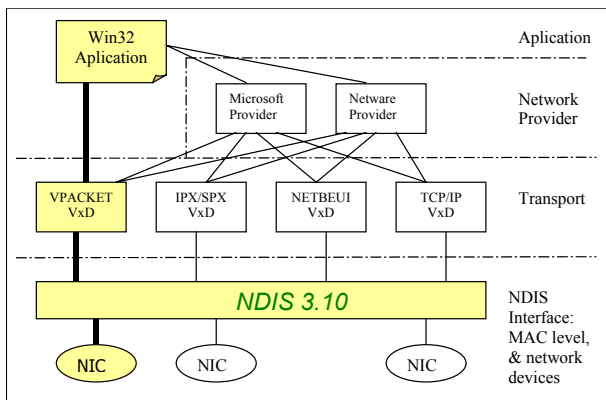 Win32
Aplication
Aplication
Microsoft
Provider
Netware
Provider
Network
Provider
VPACKET
VxD
IPX/SPX
VxD
NETBEUI
VxD
TCP/IP
VxD
Transport
NDIS 3.10
NDIS
Interface:
MAC level,
& network
devices
NIC
NIC
NIC